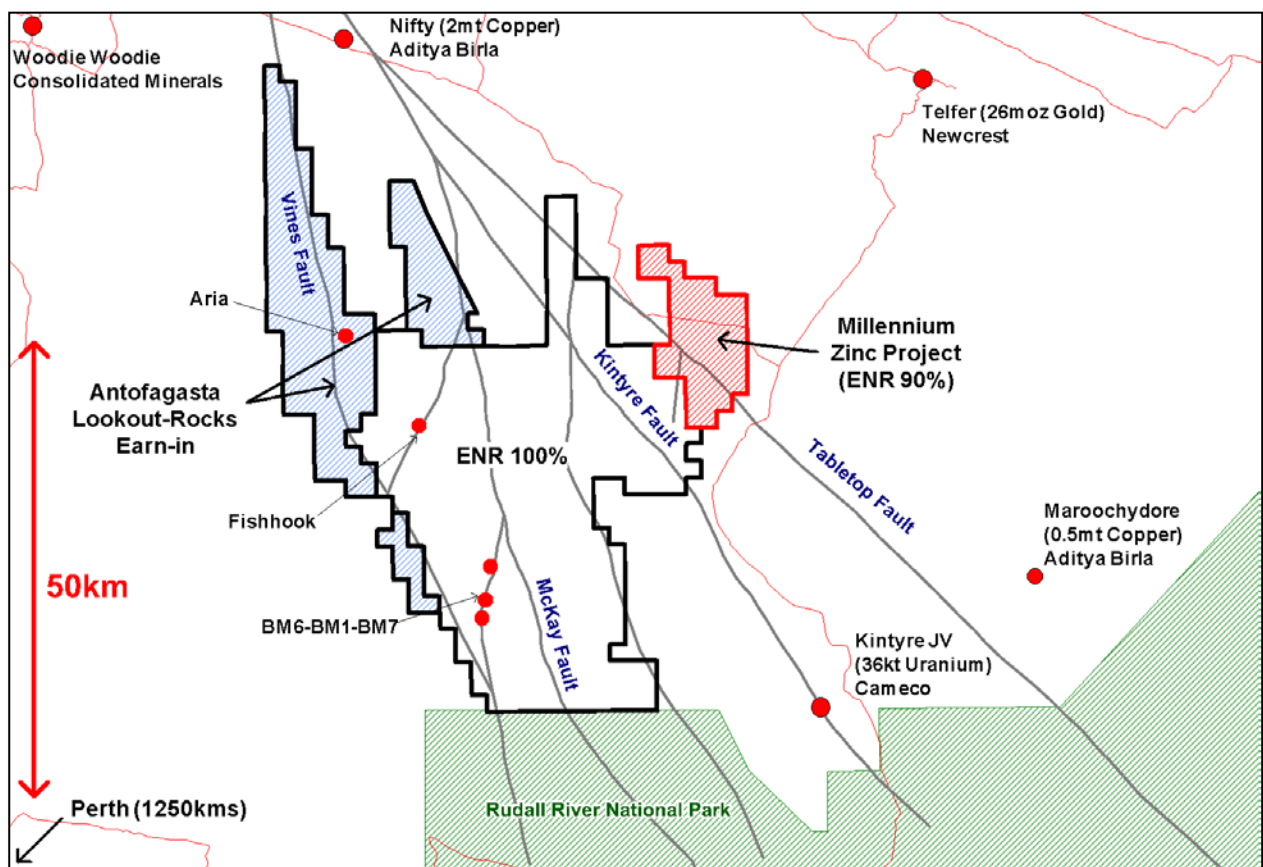 Woodie Woodie
Consolidated Minerals
Nifty (2mt Copper)
Aditya Birla
Telfer (26moz Gold)
Newcrest
Vines Fault
Aria
Antofagasta
Lookout-Rocks
Earn-in
Kintyre Fault
Millennium
Zinc Project
(ENR 90%)
ENR 100%
Tabletop Fault
Fishhook
Maroochydore
(0.5mt Copper)
Aditya Birla
50km
BM6-BM1-BM7
McKay Fault
Kintyre JV
(36kt Uranium)
Cameco
Rudall River National Park
Perth (1250kms)